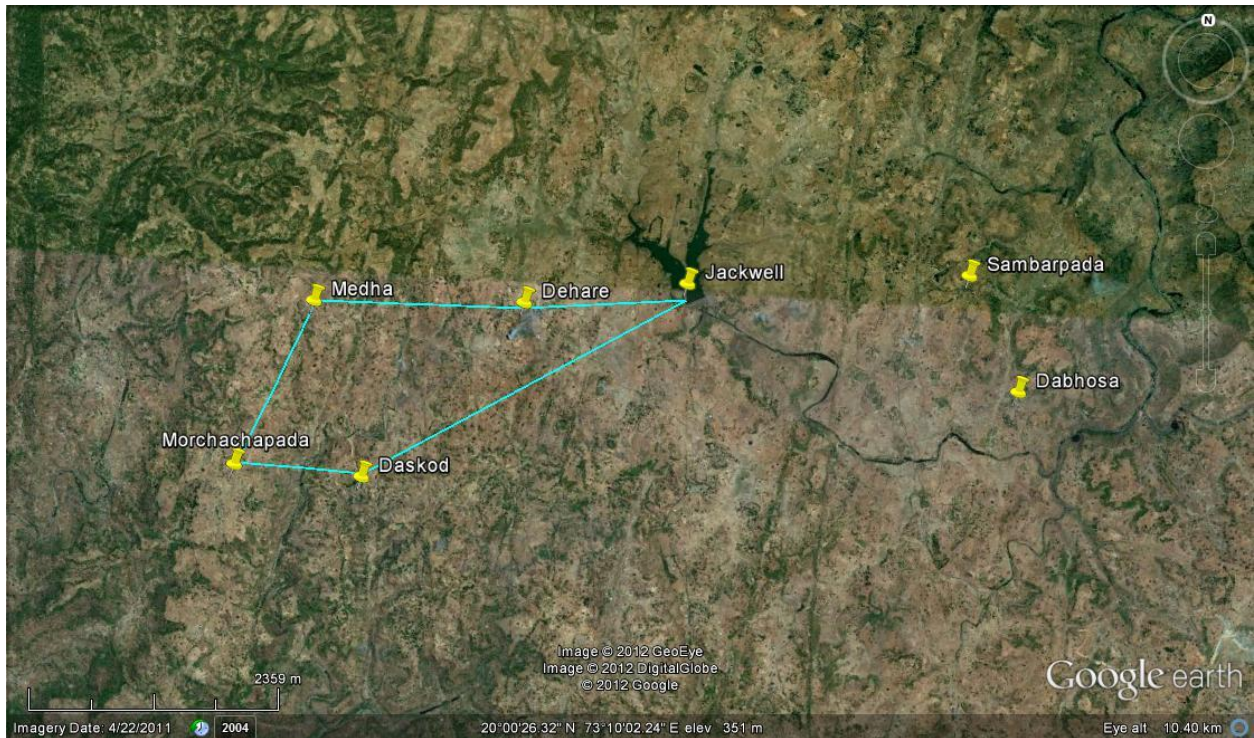 N
Sambarpada
Jackwell
Medha
Dehare
Dabhosa
Morchachapada
Daskod
Image © 2012 GeoEye
Image © 2012 DigitalGlobe
© 2012 Google
2359 m
Google earth
Imagery Date: 4/22/2011
2004
20°00'26.32" N 73°10'02.24" E elev 351 m
Eye alt 10.40 km